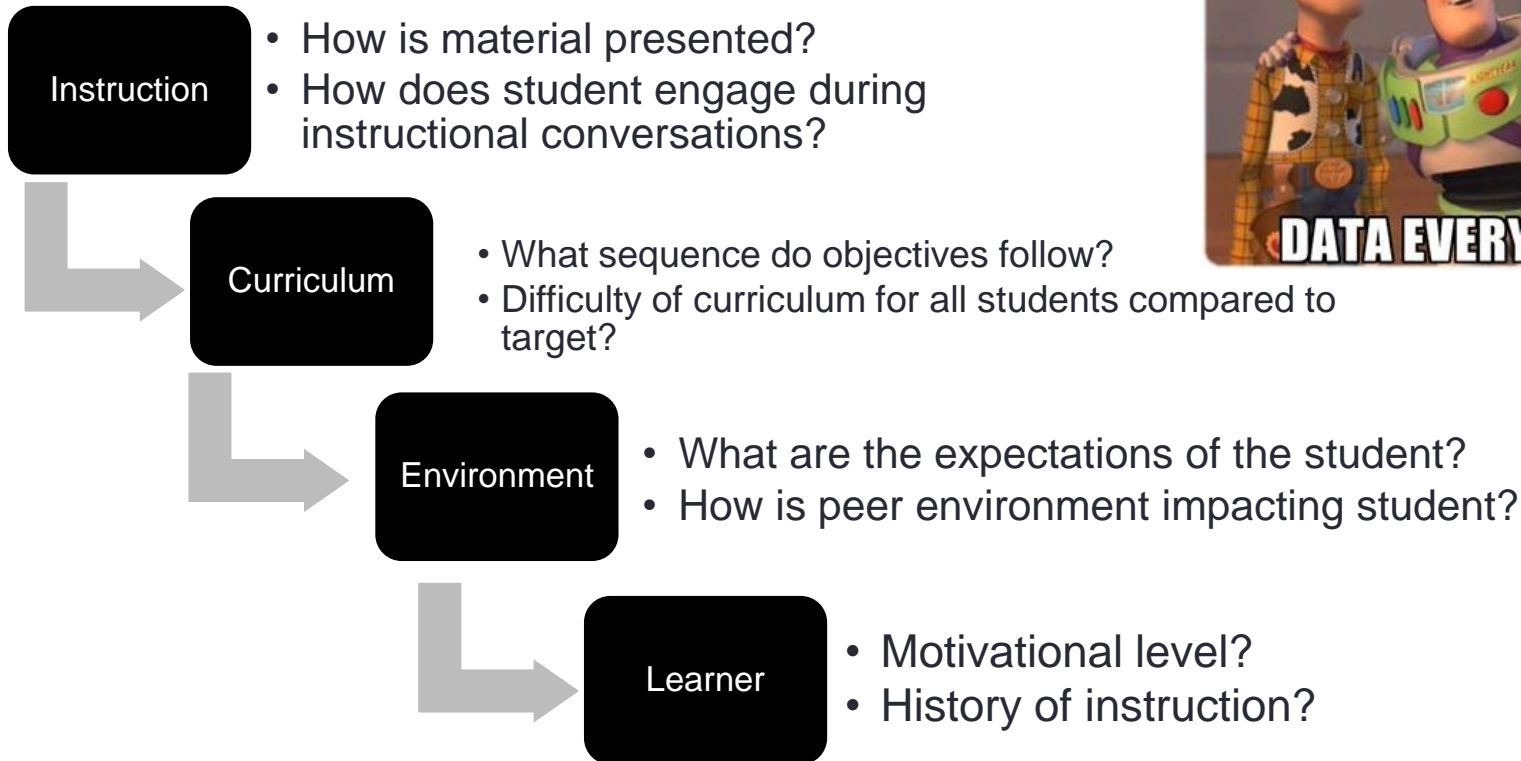 Instruction
• How is material presented?
• How does student engage during
instructional conversations?
DATA EVERY
Curriculum
• What sequence do objectives follow?
• Difficulty of curriculum for all students compared to
target?
Environment
• What are the expectations of the student?
• How is peer environment impacting student?
Learner
• Motivational level?
• History of instruction?